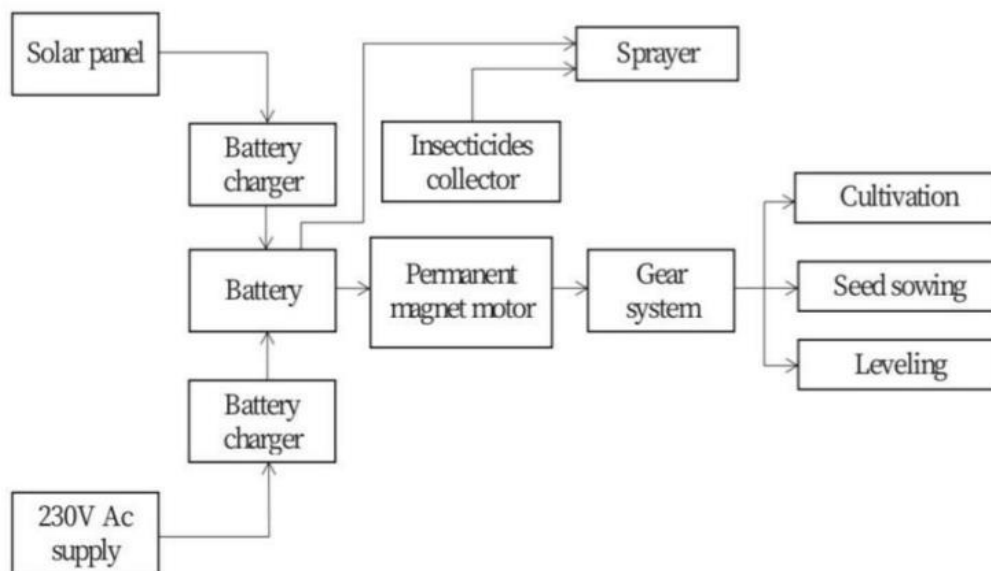 Solar panel
Sprayer
Battery
charger
Insecticides
collector
Cultivation
Battery
Permanent
magnet motor
Gear
system
Seed sowing
Leveling
Battery
charger
230V Ac
supply